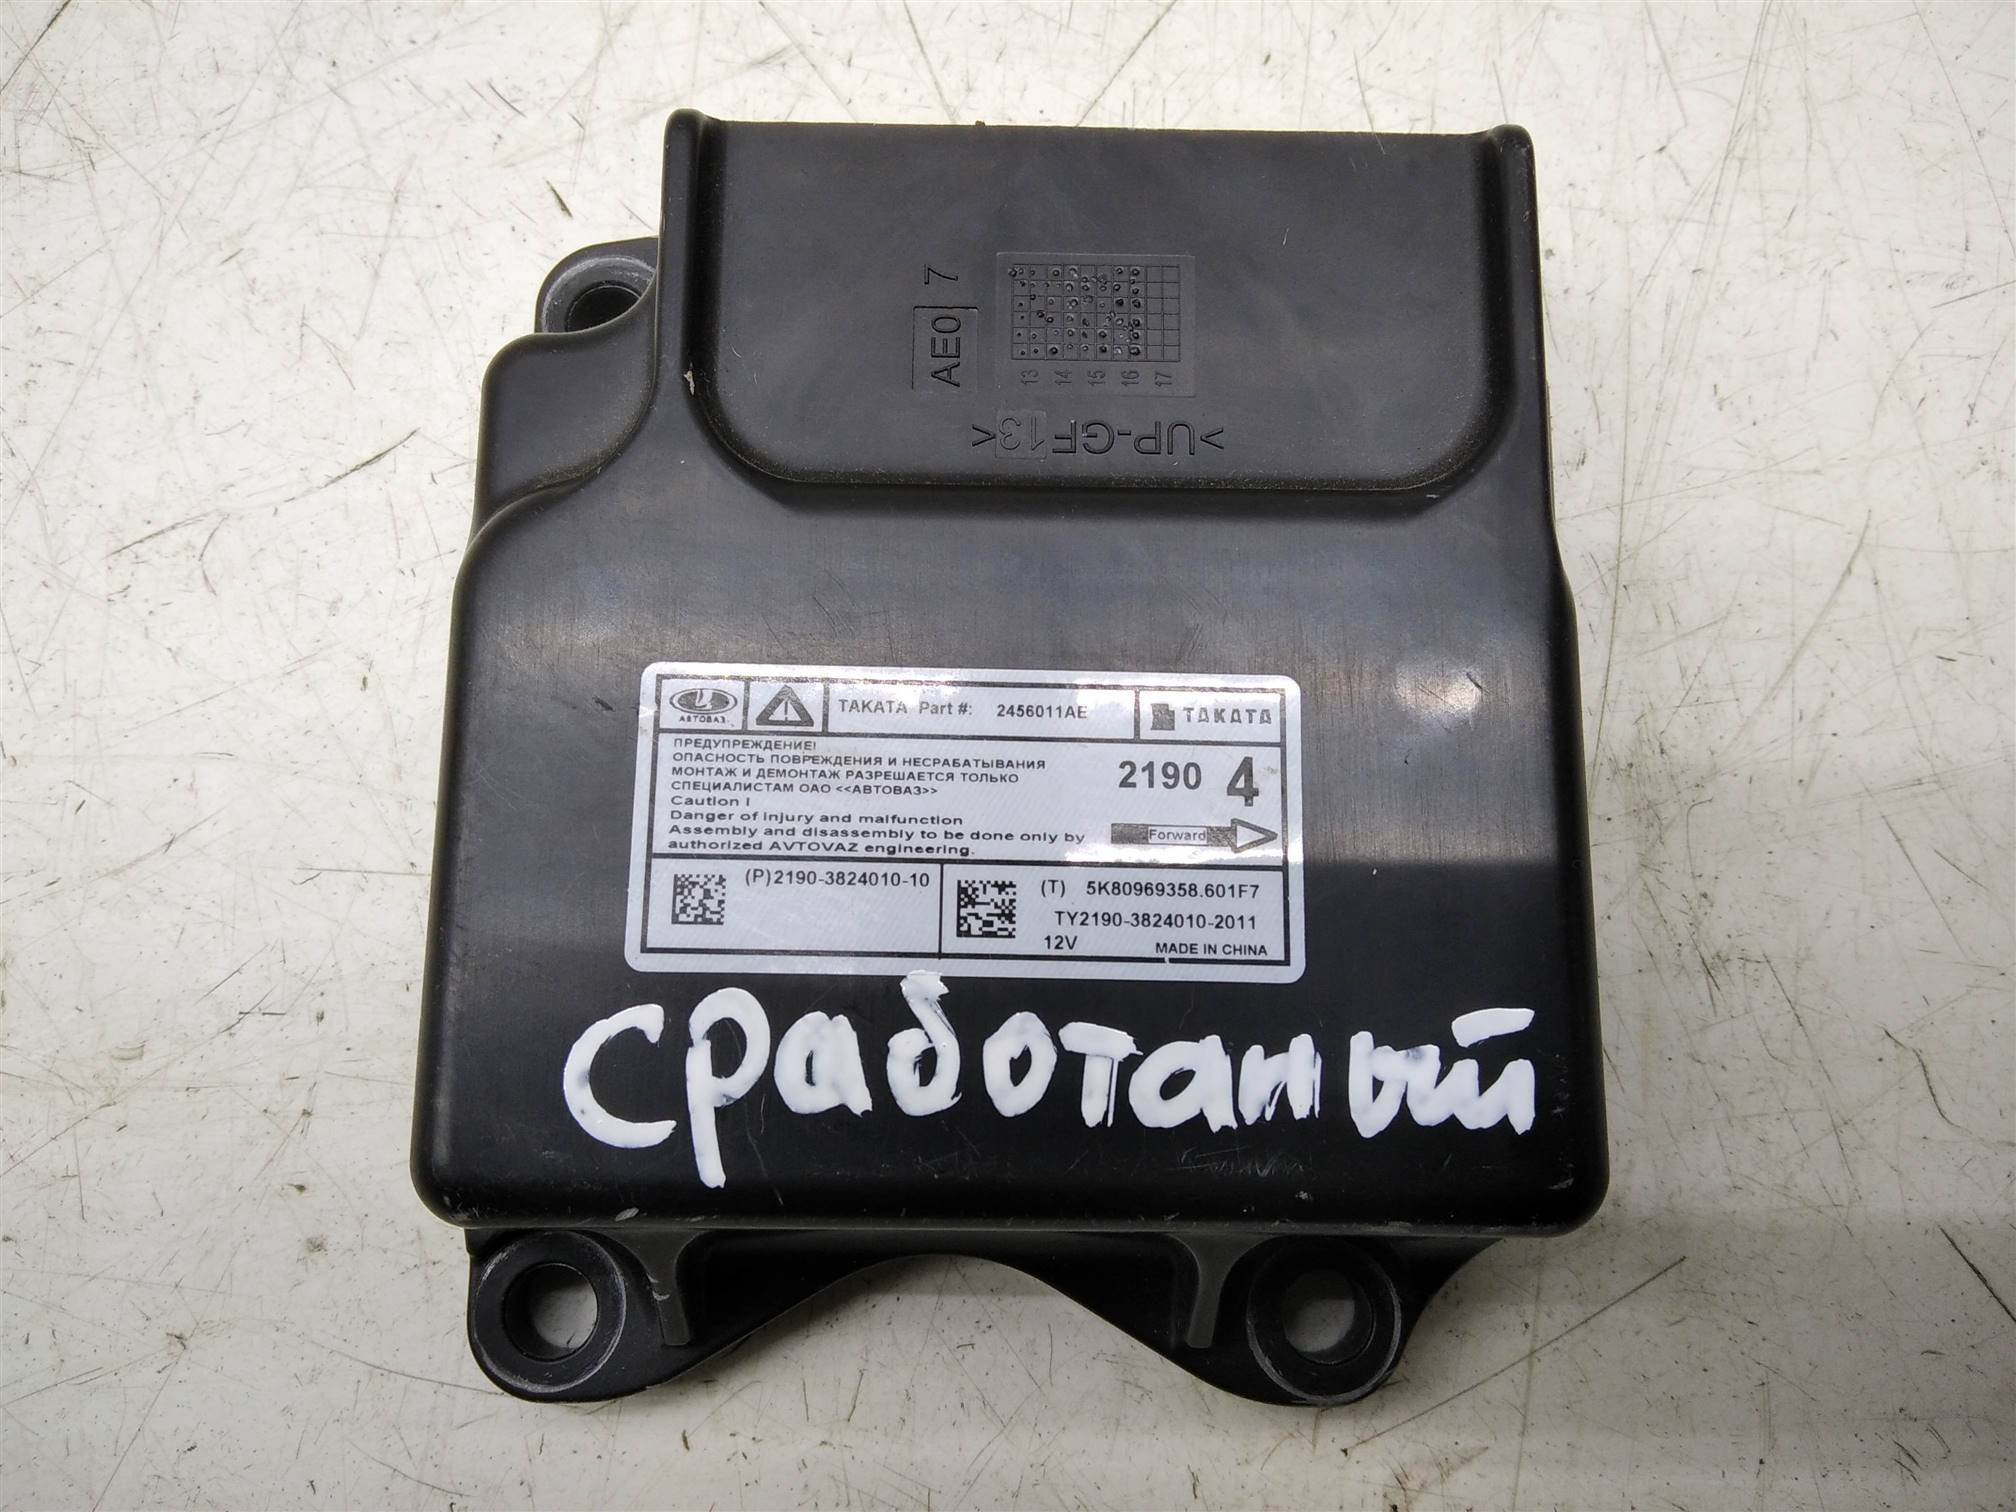 AE0 7
13 14 15 16 17
>UP-GF13<
АВТОВАЗ
TAKATA Part #: 2456011AE
TAKATA
ПРЕДУПРЕЖДЕНИЕ!
ОПАСНОСТЬ ПОВРЕЖДЕНИЯ И НЕСРАБАТЫВАНИЯ
МОНТАЖ И ДЕМОНТАЖ РАЗРЕШАЕТСЯ ТОЛЬКО
СПЕЦИАЛИСТАМ ОАО <<АВТОВАЗ>>
Caution !
Danger of injury and malfunction
Assembly and disassembly to be done only by
authorized AVTOVAZ engineering.
2190 4
Forward
(P)2190-3824010-10
(T) 5K80969358.601F7
TY2190-3824010-2011
12V MADE IN CHINA
сработаный